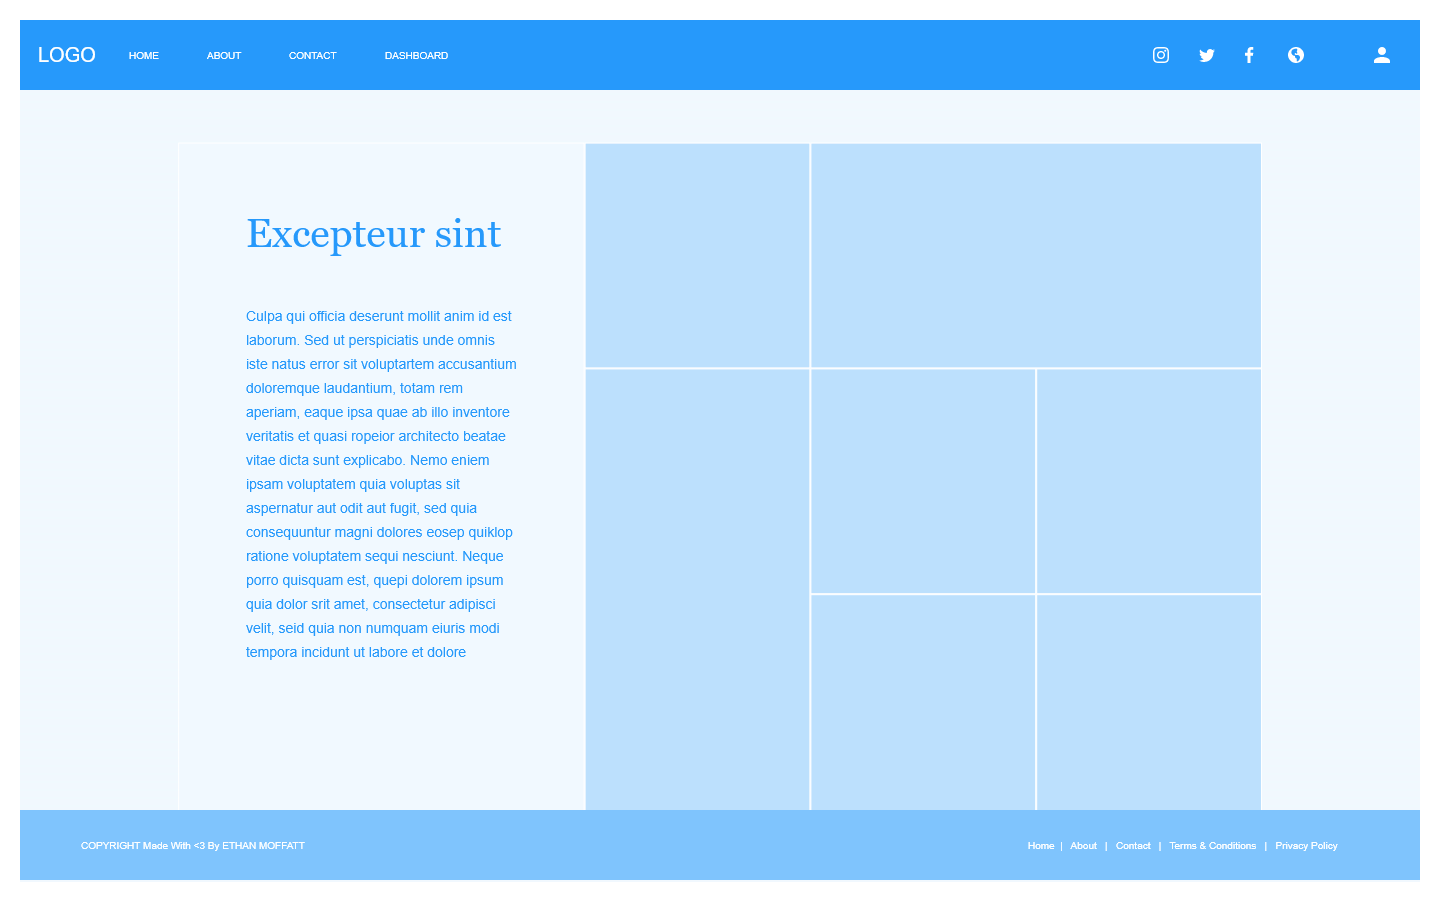 LOGO HOME ABOUT CONTACT DASHBOARD
Excepteur sint
Culpa qui officia deserunt mollit anim id est
laborum. Sed ut perspiciatis unde omnis
iste natus error sit voluptartem accusantium
doloremque laudantium, totam rem
aperiam, eaque ipsa quae ab illo inventore
veritatis et quasi ropeior architecto beatae
vitae dicta sunt explicabo. Nemo eniem
ipsam voluptatem quia voluptas sit
aspernatur aut odit aut fugit, sed quia
consequuntur magni dolores eosep quiklop
ratione voluptatem sequi nesciunt. Neque
porro quisquam est, quepi dolorem ipsum
quia dolor srit amet, consectetur adipisci
velit, seid quia non numquam eiuris modi
tempora incidunt ut labore et dolore
COPYRIGHT Made With <3 By ETHAN MOFFATT
Home | About | Contact | Terms & Conditions | Privacy Policy